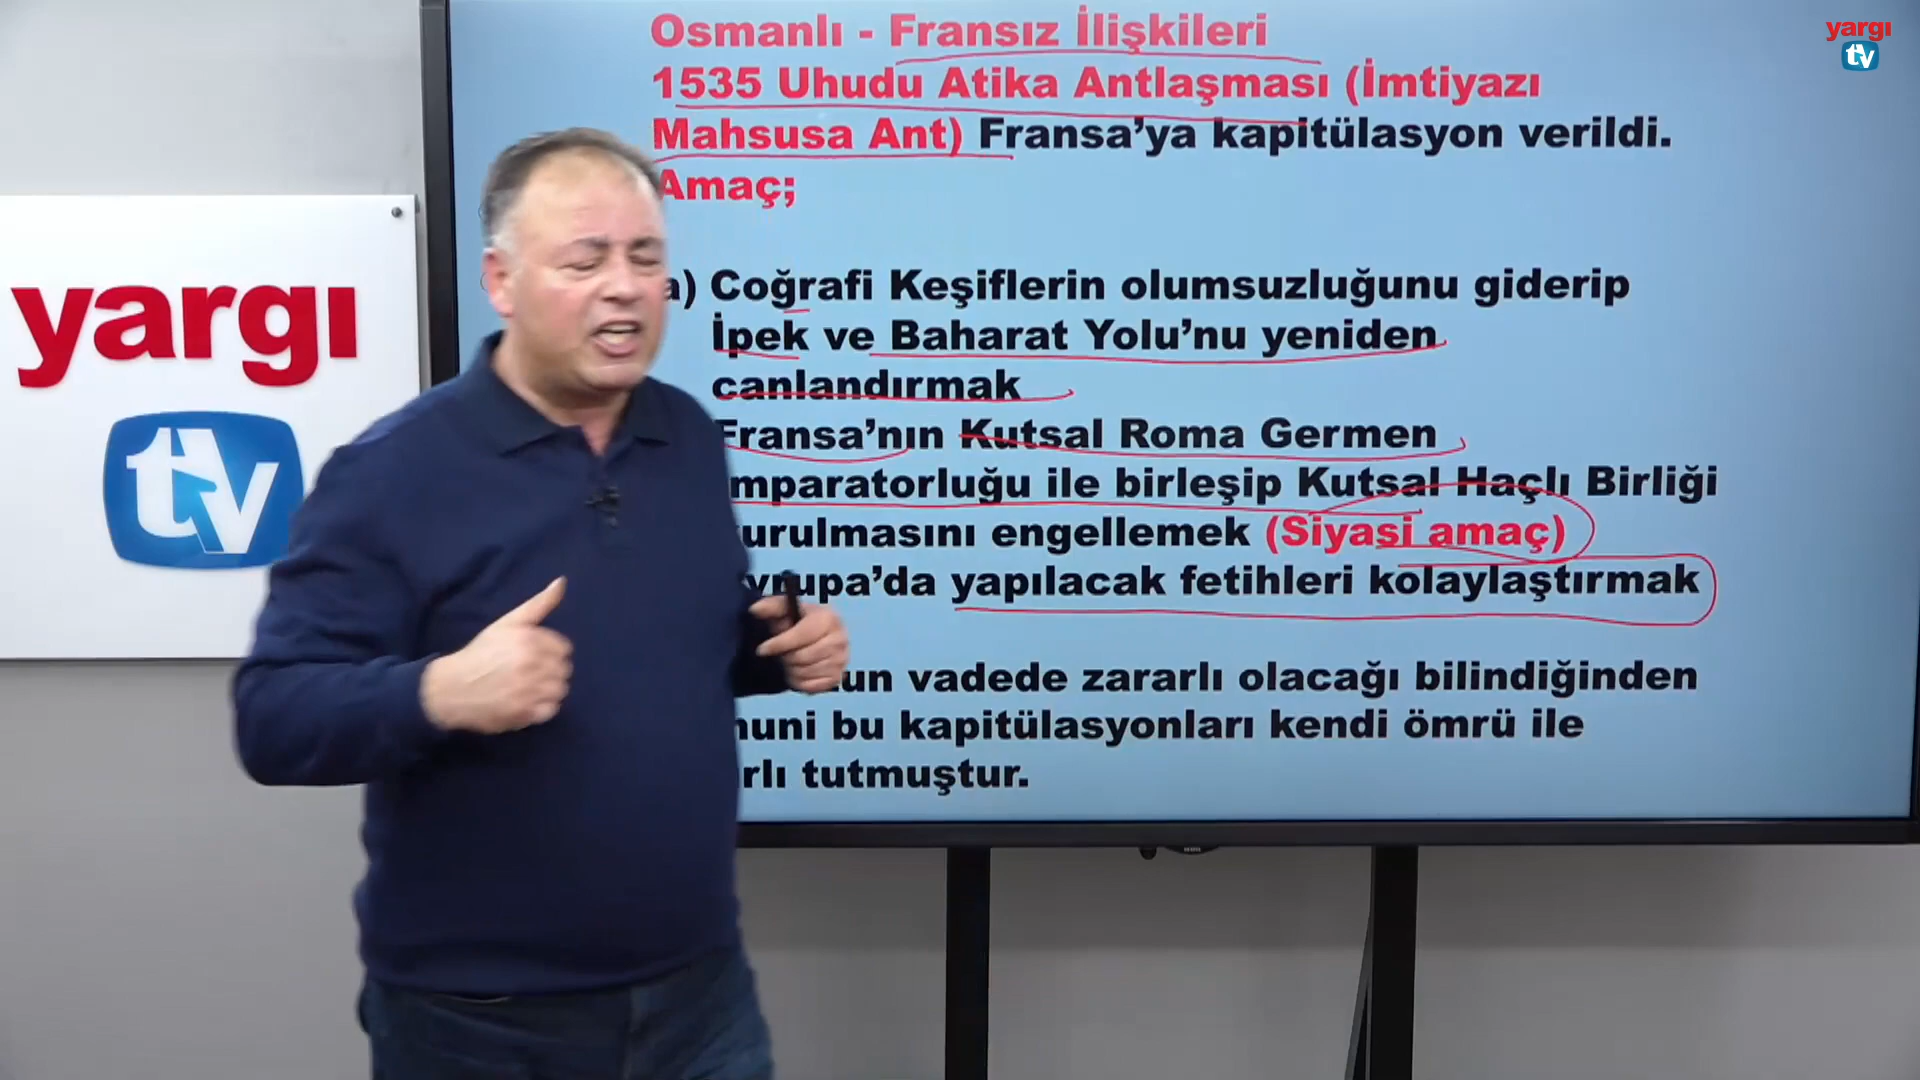 Osmanlı - Fransız İlişkileri
1535 Uhudu Atika Antlaşması (İmtiyazı
Mahsusa Ant) Fransa’ya kapitülasyon verildi.
Amaç;
a) Coğrafi Keşiflerin olumsuzluğunu giderip
İpek ve Baharat Yolu’nu yeniden
canlandırmak
Fransa’nın Kutsal Roma Germen
mparatorluğu ile birleşip Kutsal Haçlı Birliği
urulmasını engellemek (Siyasi amaç)
vrupa’da yapılacak fetihleri kolaylaştırmak
vadede zararlı olacağı bilindiğinden
nuni bu kapitülasyonları kendi ömrü ile
rlı tutmuştur.
yargı
tv
yargı
tv